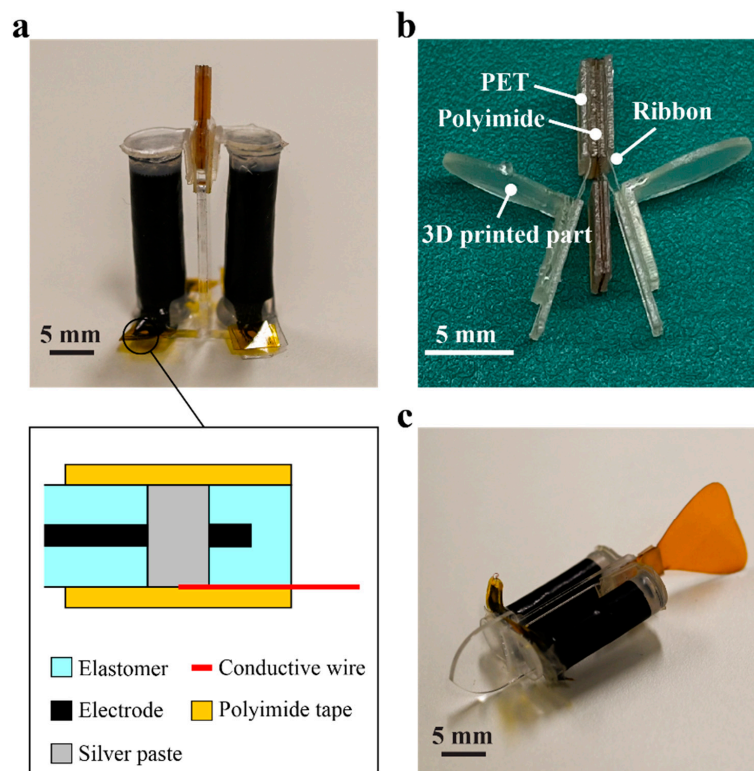 a
5 mm
b
PET
Polyimide
Ribbon
3D printed part
5 mm
c
5 mm
Elastomer
Conductive wire
Electrode
Polyimide tape
Silver paste